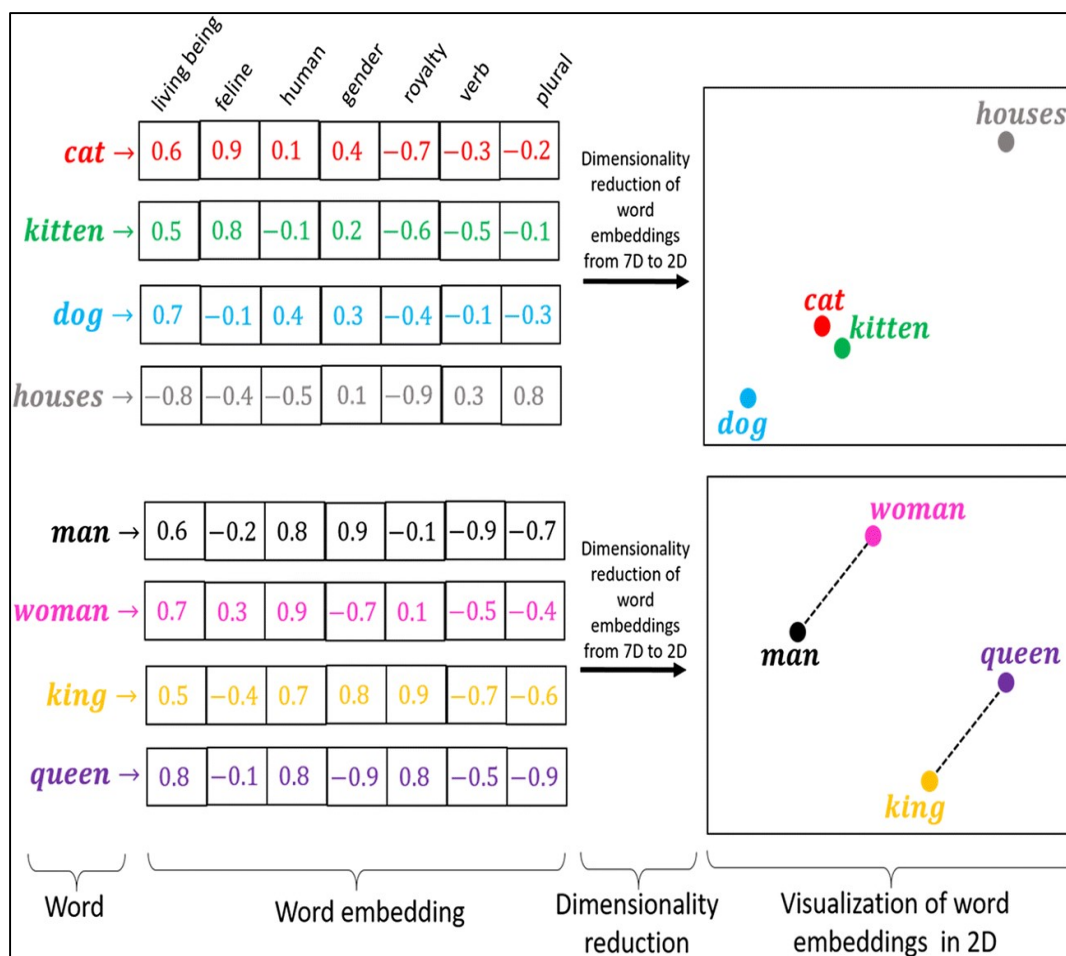 living being feline human gender royalty verb plural
cat → 0.6 0.9 0.1 0.4 −0.7 −0.3 −0.2
kitten → 0.5 0.8 −0.1 0.2 −0.6 −0.5 −0.1
dog → 0.7 −0.1 0.4 0.3 −0.4 −0.1 −0.3
houses → −0.8 −0.4 −0.5 0.1 −0.9 0.3 0.8
Dimensionality
reduction of
word
embeddings
from 7D to 2D
houses
cat
kitten
dog
man → 0.6 −0.2 0.8 0.9 −0.1 −0.9 −0.7
woman → 0.7 0.3 0.9 −0.7 0.1 −0.5 −0.4
king → 0.5 −0.4 0.7 0.8 0.9 −0.7 −0.6
queen → 0.8 −0.1 0.8 −0.9 0.8 −0.5 −0.9
Dimensionality
reduction of
word
embeddings
from 7D to 2D
woman
man
queen
king
Word
Word embedding
Dimensionality
reduction
Visualization of word
embeddings in 2D